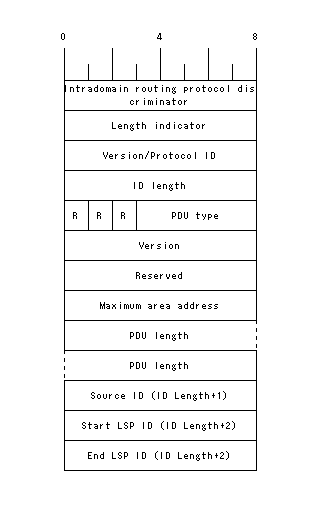 0 4 8
Intradomain routing protocol dis
criminator
Length indicator
Version/Protocol ID
ID length
R R R PDU type
Version
Reserved
Maximum area address
PDU length
PDU length
Source ID (ID Length+1)
Start LSP ID (ID Length+2)
End LSP ID (ID Length+2)